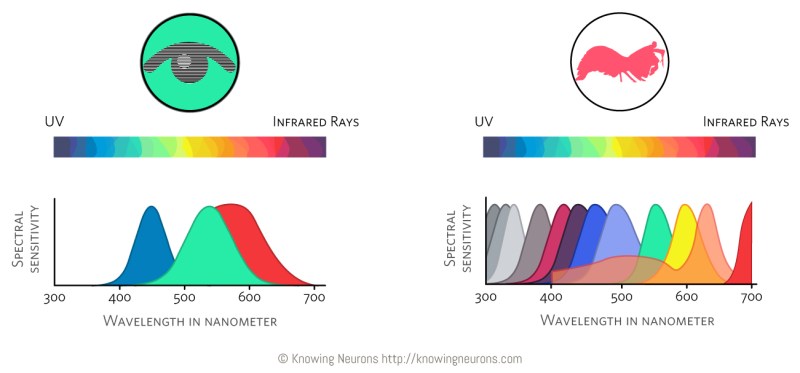 UV INFRARED RAYS
UV INFRARED RAYS
SPECTRAL
SENSITIVITY
300 400 500 600 700
WAVELENGTH IN NANOMETER
SPECTRAL
SENSITIVITY
300 400 500 600 700
WAVELENGTH IN NANOMETER
© Knowing Neurons http://knowingneurons.com